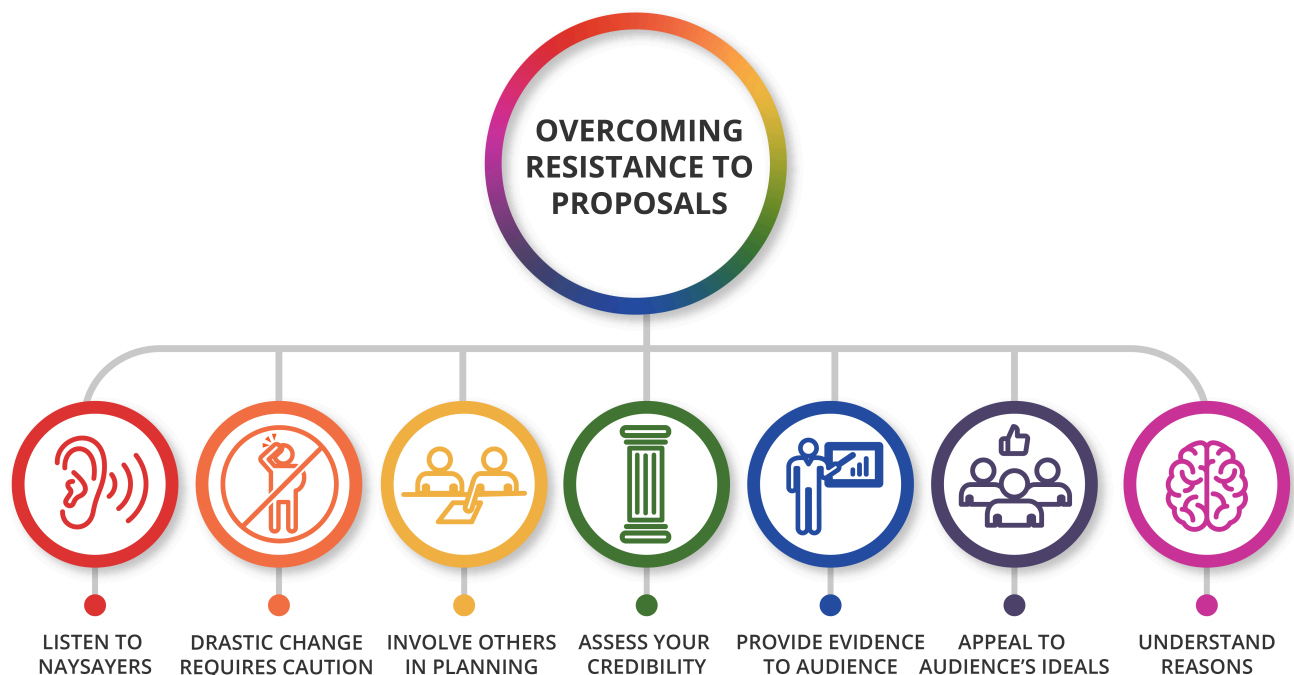 OVERCOMING
RESISTANCE TO
PROPOSALS
LISTEN TO
NAYSAYERS
DRASTIC CHANGE
REQUIRES CAUTION
INVOLVE OTHERS
IN PLANNING
ASSESS YOUR
CREDIBILITY
PROVIDE EVIDENCE
TO AUDIENCE
APPEAL TO
AUDIENCE’S IDEALS
UNDERSTAND
REASONS